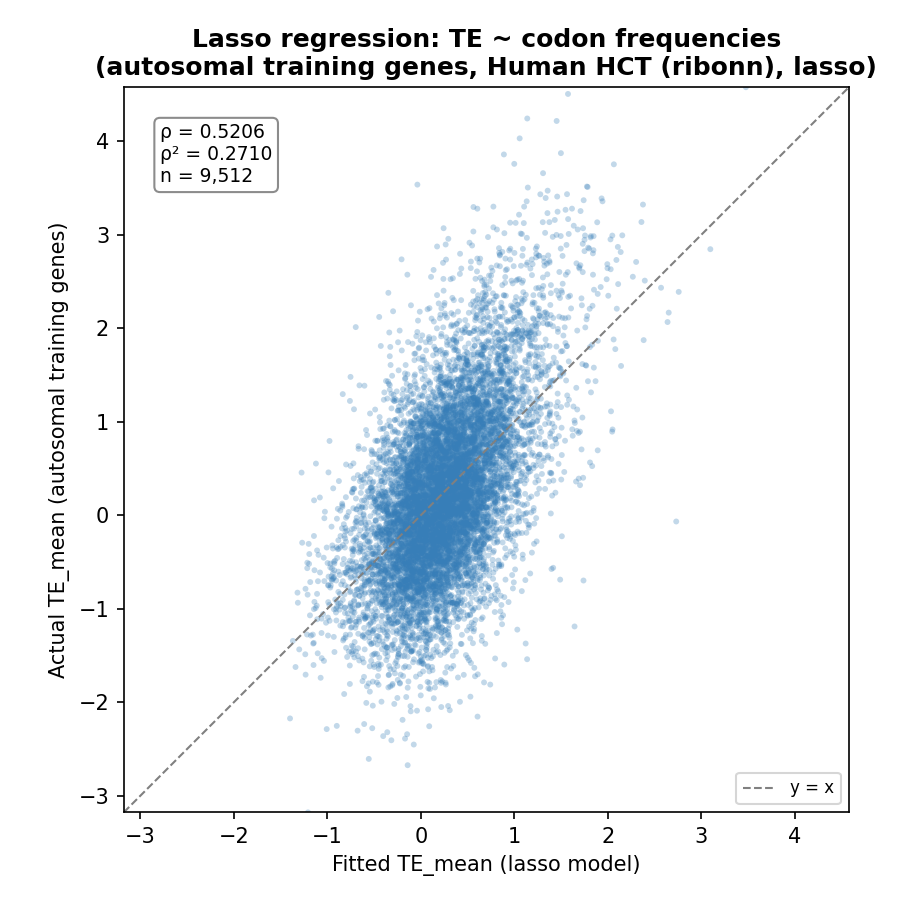 Lasso regression: TE ~ codon frequencies
(autosomal training genes, Human HCT (ribonn), lasso)
ρ = 0.5206
ρ² = 0.2710
n = 9,512
4
3
2
1
0
−1
−2
−3
Actual TE_mean (autosomal training genes)
y = x
−3
−2
−1
0
1
2
3
4
Fitted TE_mean (lasso model)